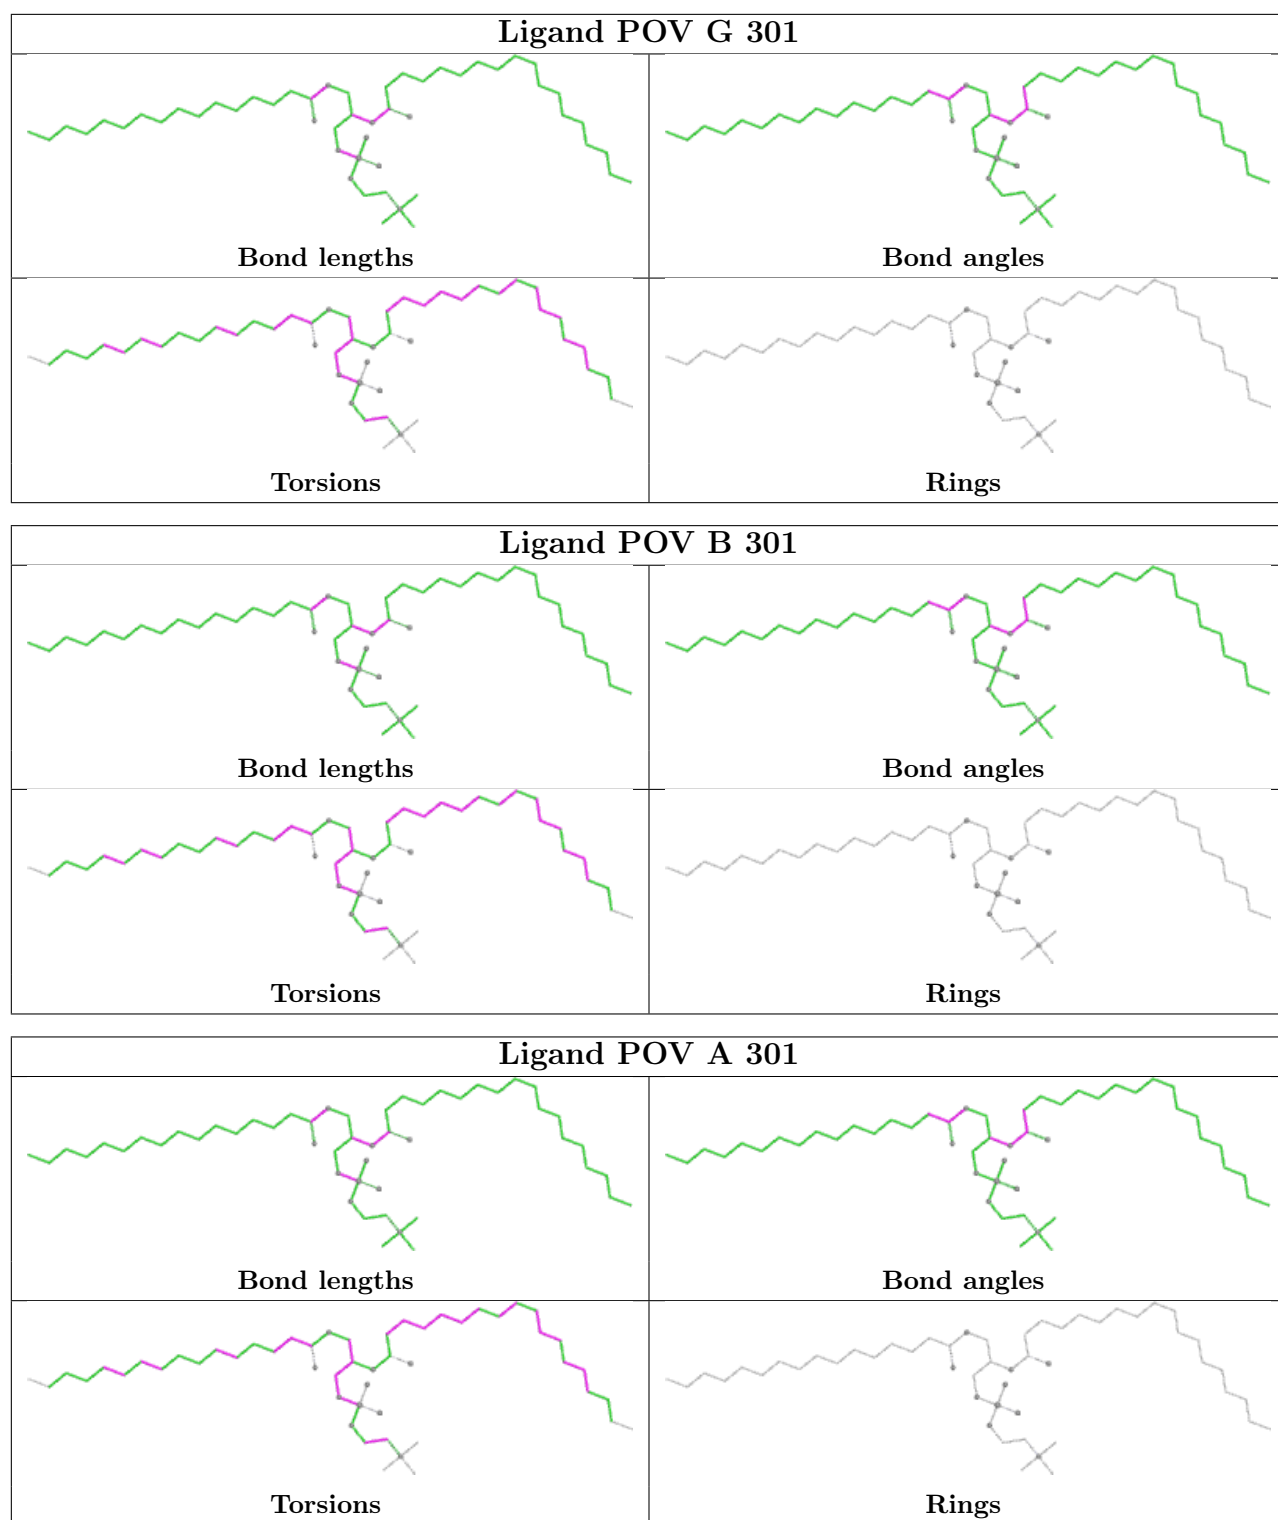 Ligand POV G 301
Bond lengths
Bond angles
Torsions
Rings
Ligand POV B 301
Bond lengths
Bond angles
Torsions
Rings
Ligand POV A 301
Bond lengths
Bond angles
Torsions
Rings